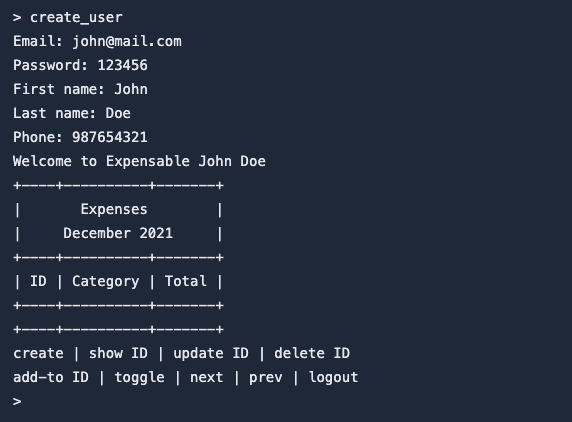 > create_user
Email: john@mail.com
Password: 123456
First name: John
Last name: Doe
Phone: 987654321
Welcome to Expensable John Doe
+----+----------+-------+
|       Expenses        |
|     December 2021     |
+----+----------+-------+
| ID | Category | Total |
+----+----------+-------+
+----+----------+-------+
create | show ID | update ID | delete ID
add-to ID | toggle | next | prev | logout
>